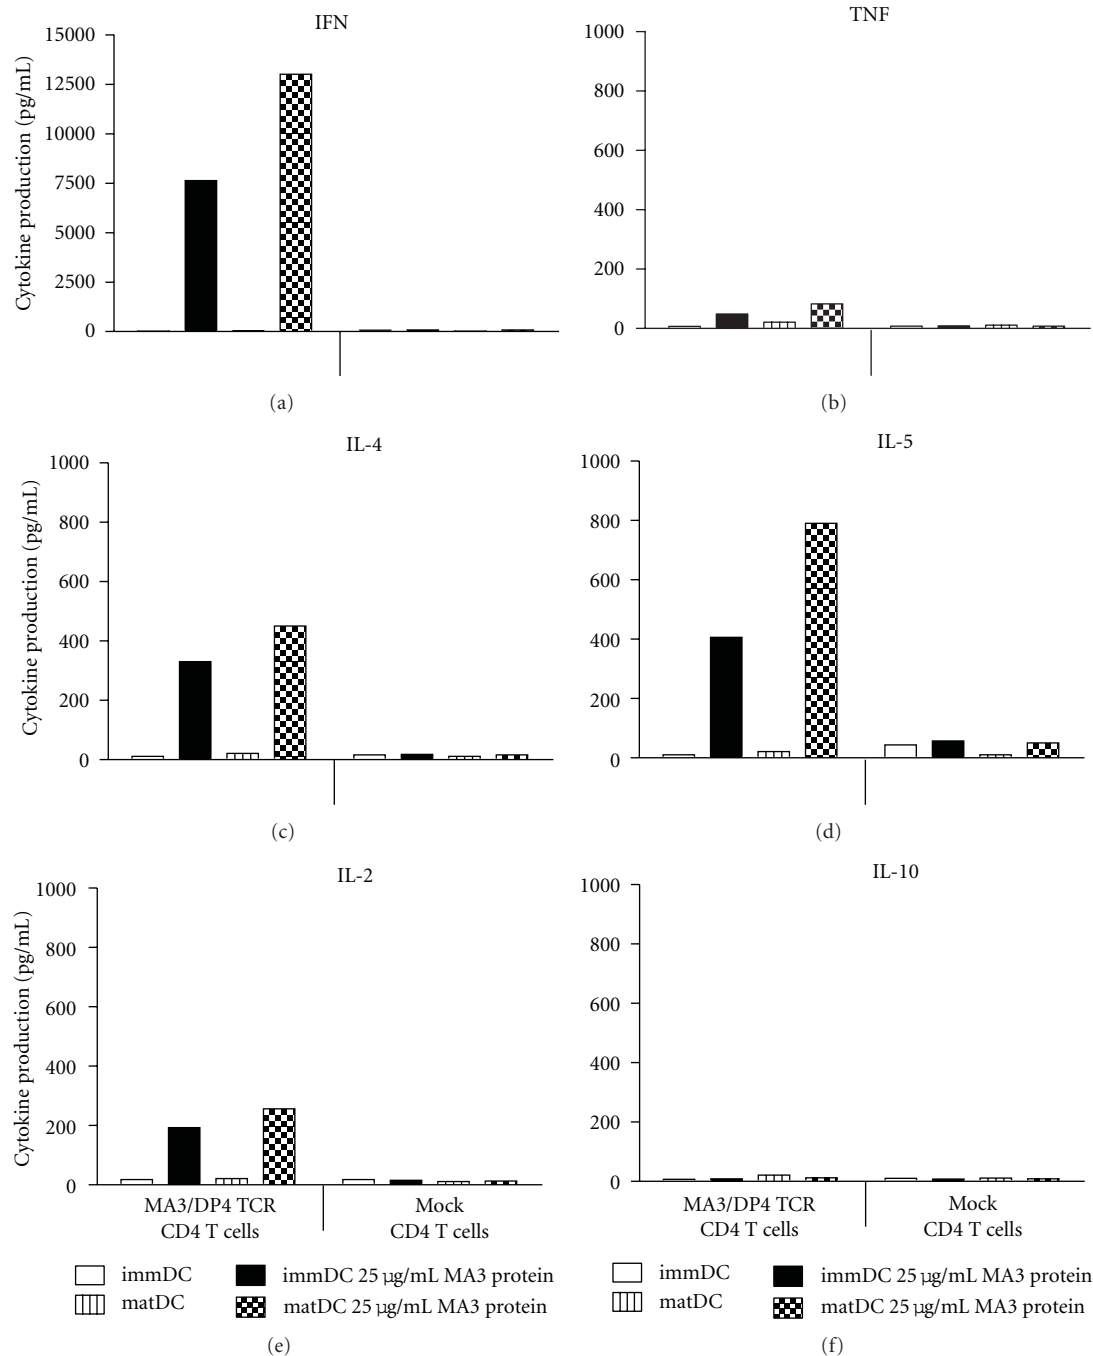 IFN
Cytokine production (pg/mL)
15000
12500
10000
7500
5000
2500
0
(a)
TNF
1000
800
600
400
200
0
(b)
IL-4
Cytokine production (pg/mL)
1000
800
600
400
200
0
(c)
IL-5
1000
800
600
400
200
0
(d)
IL-2
Cytokine production (pg/mL)
1000
800
600
400
200
0
MA3/DP4 TCR
CD4 T cells
Mock
CD4 T cells
immDC
matDC
immDC 25 μg/mL MA3 protein
matDC 25 μg/mL MA3 protein
(e)
IL-10
1000
800
600
400
200
0
MA3/DP4 TCR
CD4 T cells
Mock
CD4 T cells
immDC
matDC
immDC 25 μg/mL MA3 protein
matDC 25 μg/mL MA3 protein
(f)